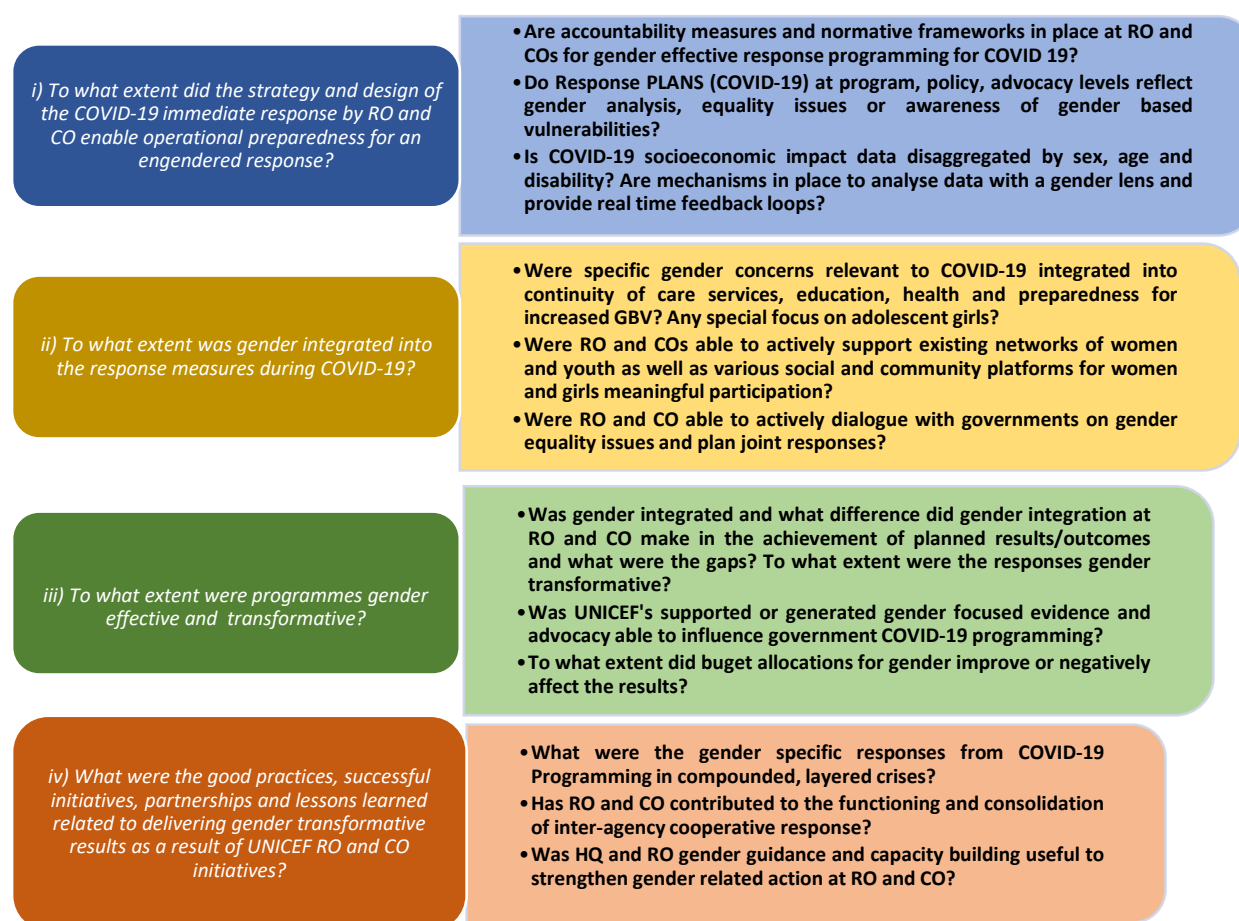 i) To what extent did the strategy and design of
the COVID-19 immediate response by RO and
CO enable operational preparedness for an
engendered response?
•Are accountability measures and normative frameworks in place at RO and
COs for gender effective response programming for COVID 19?
•Do Response PLANS (COVID-19) at program, policy, advocacy levels reflect
gender analysis, equality issues or awareness of gender based
vulnerabilities?
•Is COVID-19 socioeconomic impact data disaggregated by sex, age and
disability? Are mechanisms in place to analyse data with a gender lens and
provide real time feedback loops?
ii) To what extent was gender integrated into
the response measures during COVID-19?
•Were specific gender concerns relevant to COVID-19 integrated into
continuity of care services, education, health and preparedness for
increased GBV? Any special focus on adolescent girls?
•Were RO and COs able to actively support existing networks of women
and youth as well as various social and community platforms for women
and girls meaningful participation?
•Were RO and CO able to actively dialogue with governments on gender
equality issues and plan joint responses?
iii) To what extent were programmes gender
effective and transformative?
•Was gender integrated and what difference did gender integration at
RO and CO make in the achievement of planned results/outcomes
and what were the gaps? To what extent were the responses gender
transformative?
•Was UNICEF's supported or generated gender focused evidence and
advocacy able to influence government COVID-19 programming?
•To what extent did buget allocations for gender improve or negatively
affect the results?
iv) What were the good practices, successful
initiatives, partnerships and lessons learned
related to delivering gender transformative
results as a result of UNICEF RO and CO
initiatives?
•What were the gender specific responses from COVID-19
Programming in compounded, layered crises?
•Has RO and CO contributed to the functioning and consolidation
of inter-agency cooperative response?
•Was HQ and RO gender guidance and capacity building useful to
strengthen gender related action at RO and CO?